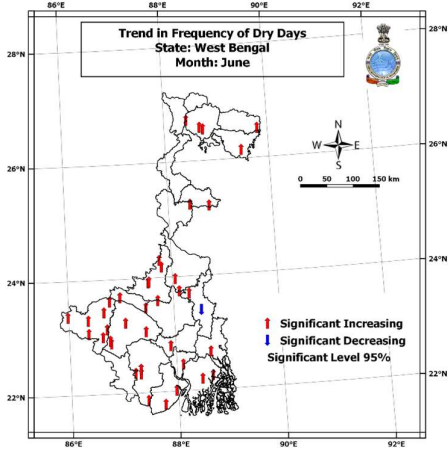 86°E 88°E 90°E 92°E
28°N
Trend in Frequency of Dry Days
State: West Bengal
Month: June
N
W E
S
26°N
26°N
0 50 100 150 km
24°N
24°N
Significant Increasing
Significant Decreasing
Significant Level 95%
22°N
22°N
86°E 88°E 90°E 92°E